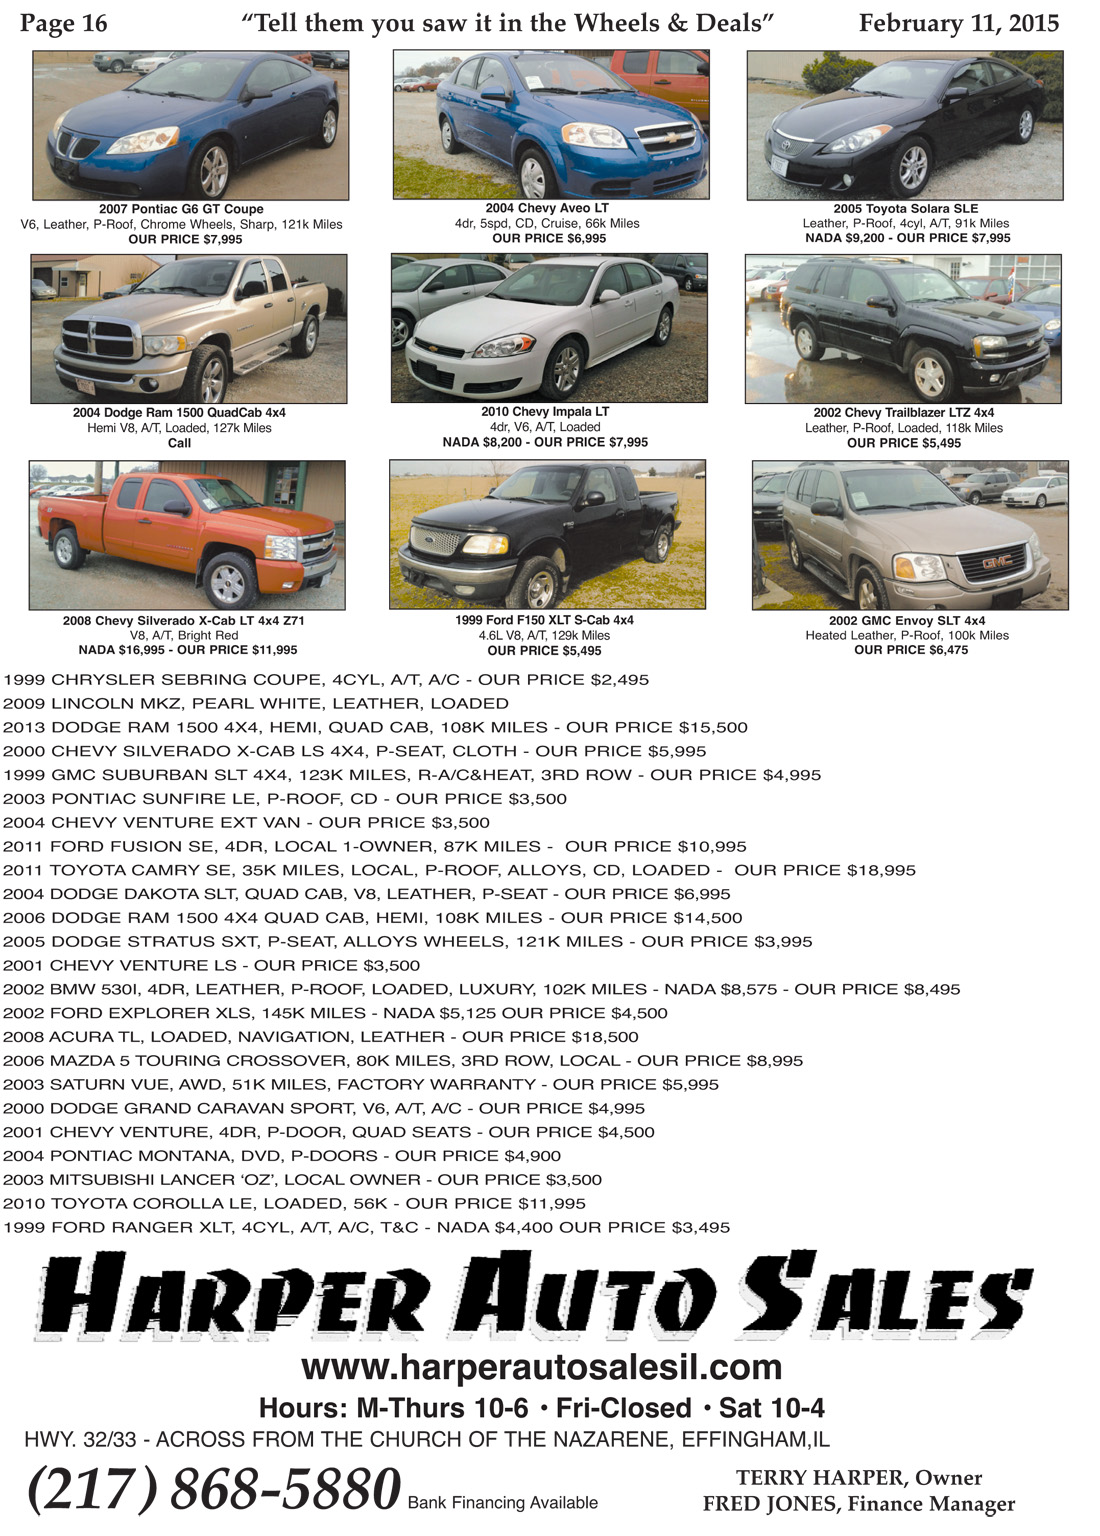 Page 16
“Tell them you saw it in the Wheels & Deals”
February 11, 2015
2007 Pontiac G6 GT Coupe
V6, Leather, P-Roof, Chrome Wheels, Sharp, 121k Miles
OUR PRICE $7,995
2004 Chevy Aveo LT
4dr, 5spd, CD, Cruise, 66k Miles
OUR PRICE $6,995
2005 Toyota Solara SLE
Leather, P-Roof, 4cyl, A/T, 91k Miles
NADA $9,200 - OUR PRICE $7,995
2004 Dodge Ram 1500 QuadCab 4x4
Hemi V8, A/T, Loaded, 127k Miles
Call
2010 Chevy Impala LT
4dr, V6, A/T, Loaded
NADA $8,200 - OUR PRICE $7,995
2002 Chevy Trailblazer LTZ 4x4
Leather, P-Roof, Loaded, 118k Miles
OUR PRICE $5,495
GMC
2008 Chevy Silverado X-Cab LT 4x4 Z71
V8, A/T, Bright Red
NADA $16,995 - OUR PRICE $11,995
1999 Ford F150 XLT S-Cab 4x4
4.6L V8, A/T, 129k Miles
OUR PRICE $5,495
2002 GMC Envoy SLT 4x4
Heated Leather, P-Roof, 100k Miles
OUR PRICE $6,475
1999 CHRYSLER SEBRING COUPE, 4CYL, A/T, A/C - OUR PRICE $2,495
2009 LINCOLN MKZ, PEARL WHITE, LEATHER, LOADED
2013 DODGE RAM 1500 4X4, HEMI, QUAD CAB, 108K MILES - OUR PRICE $15,500
2000 CHEVY SILVERADO X-CAB LS 4X4, P-SEAT, CLOTH - OUR PRICE $5,995
1999 GMC SUBURBAN SLT 4X4, 123K MILES, R-A/C&HEAT, 3RD ROW - OUR PRICE $4,995
2003 PONTIAC SUNFIRE LE, P-ROOF, CD - OUR PRICE $3,500
2004 CHEVY VENTURE EXT VAN - OUR PRICE $3,500
2011 FORD FUSION SE, 4DR, LOCAL 1-OWNER, 87K MILES - OUR PRICE $10,995
2011 TOYOTA CAMRY SE, 35K MILES, LOCAL, P-ROOF, ALLOYS, CD, LOADED - OUR PRICE $18,995
2004 DODGE DAKOTA SLT, QUAD CAB, V8, LEATHER, P-SEAT - OUR PRICE $6,995
2006 DODGE RAM 1500 4X4 QUAD CAB, HEMI, 108K MILES - OUR PRICE $14,500
2005 DODGE STRATUS SXT, P-SEAT, ALLOYS WHEELS, 121K MILES - OUR PRICE $3,995
2001 CHEVY VENTURE LS - OUR PRICE $3,500
2002 BMW 530I, 4DR, LEATHER, P-ROOF, LOADED, LUXURY, 102K MILES - NADA $8,575 - OUR PRICE $8,495
2002 FORD EXPLORER XLS, 145K MILES - NADA $5,125 OUR PRICE $4,500
2008 ACURA TL, LOADED, NAVIGATION, LEATHER - OUR PRICE $18,500
2006 MAZDA 5 TOURING CROSSOVER, 80K MILES, 3RD ROW, LOCAL - OUR PRICE $8,995
2003 SATURN VUE, AWD, 51K MILES, FACTORY WARRANTY - OUR PRICE $5,995
2000 DODGE GRAND CARAVAN SPORT, V6, A/T, A/C - OUR PRICE $4,995
2001 CHEVY VENTURE, 4DR, P-DOOR, QUAD SEATS - OUR PRICE $4,500
2004 PONTIAC MONTANA, DVD, P-DOORS - OUR PRICE $4,900
2003 MITSUBISHI LANCER ‘OZ’, LOCAL OWNER - OUR PRICE $3,500
2010 TOYOTA COROLLA LE, LOADED, 56K - OUR PRICE $11,995
1999 FORD RANGER XLT, 4CYL, A/T, A/C, T&C - NADA $4,400 OUR PRICE $3,495
HARPER AUTO SALES
www.harperautosalesil.com
Hours: M-Thurs 10-6 • Fri-Closed • Sat 10-4
HWY. 32/33 - ACROSS FROM THE CHURCH OF THE NAZARENE, EFFINGHAM,IL
(217) 868-5880 Bank Financing Available
TERRY HARPER, Owner
FRED JONES, Finance Manager